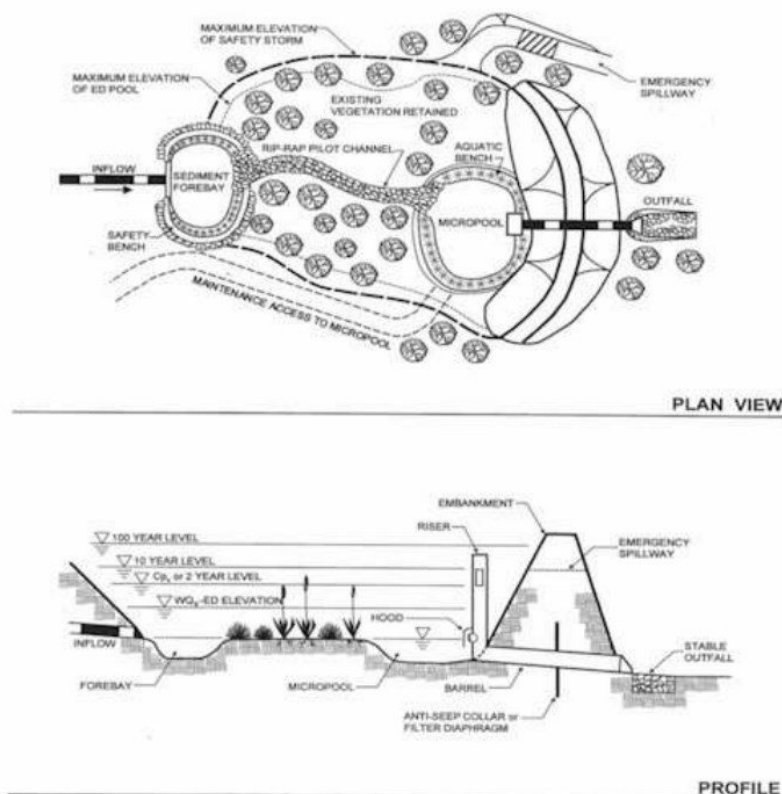 MAXIMUM ELEVATION
OF SAFETY STORM
MAXIMUM ELEVATION
OF ED POOL
EXISTING
VEGETATION RETAINED
EMERGENCY
SPILLWAY
RIP-RAP PILOT CHANNEL
AQUATIC
BENCH
INFLOW
SEDIMENT
FOREBAY
MICROPOOL
OUTFALL
SAFETY
BENCH
MAINTENANCE ACCESS TO MICROPOOL
PLAN VIEW
EMBANKMENT
RISER
100 YEAR LEVEL
EMERGENCY
SPILLWAY
10 YEAR LEVEL
Cpᵥ or 2 YEAR LEVEL
WQᵥ-ED ELEVATION
HOOD
INFLOW
STABLE
OUTFALL
FOREBAY
MICROPOOL
BARREL
ANTI-SEEP COLLAR or
FILTER DIAPHRAGM
PROFILE